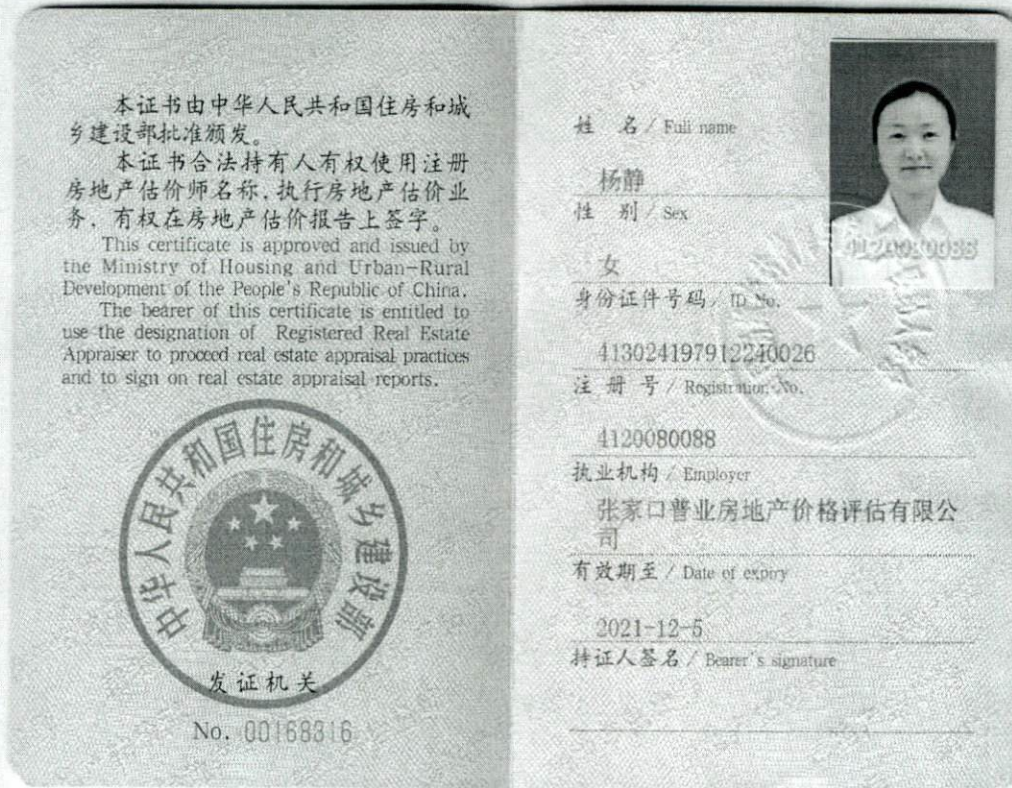 本证书由中华人民共和国住房和城
乡建设部批准颁发。
本证书合法持有人有权使用注册
房地产估价师名称、执行房地产估价业
务，有权在房地产估价报告上签字。
This certificate is approved and issued by
the Ministry of Housing and Urban-Rural
Development of the People's Republic of China.
The bearer of this certificate is entitled to
use the designation of Registered Real Estate
Appraiser to proceed real estate appraisal practices
and to sign on real estate appraisal reports.
中华人民共和国住房和城乡建设部
发证机关
No. 00168316
姓 名 / Full name
杨静
性 别 / Sex
女
身份证件号码 / ID No.
413024197912240026
注 册 号 / Registration No.
4120080088
执业机构 / Employer
张家口普业房地产价格评估有限公
司
有效期至 / Date of expiry
2021-12-5
持证人签名 / Bearer's signature
4120080088